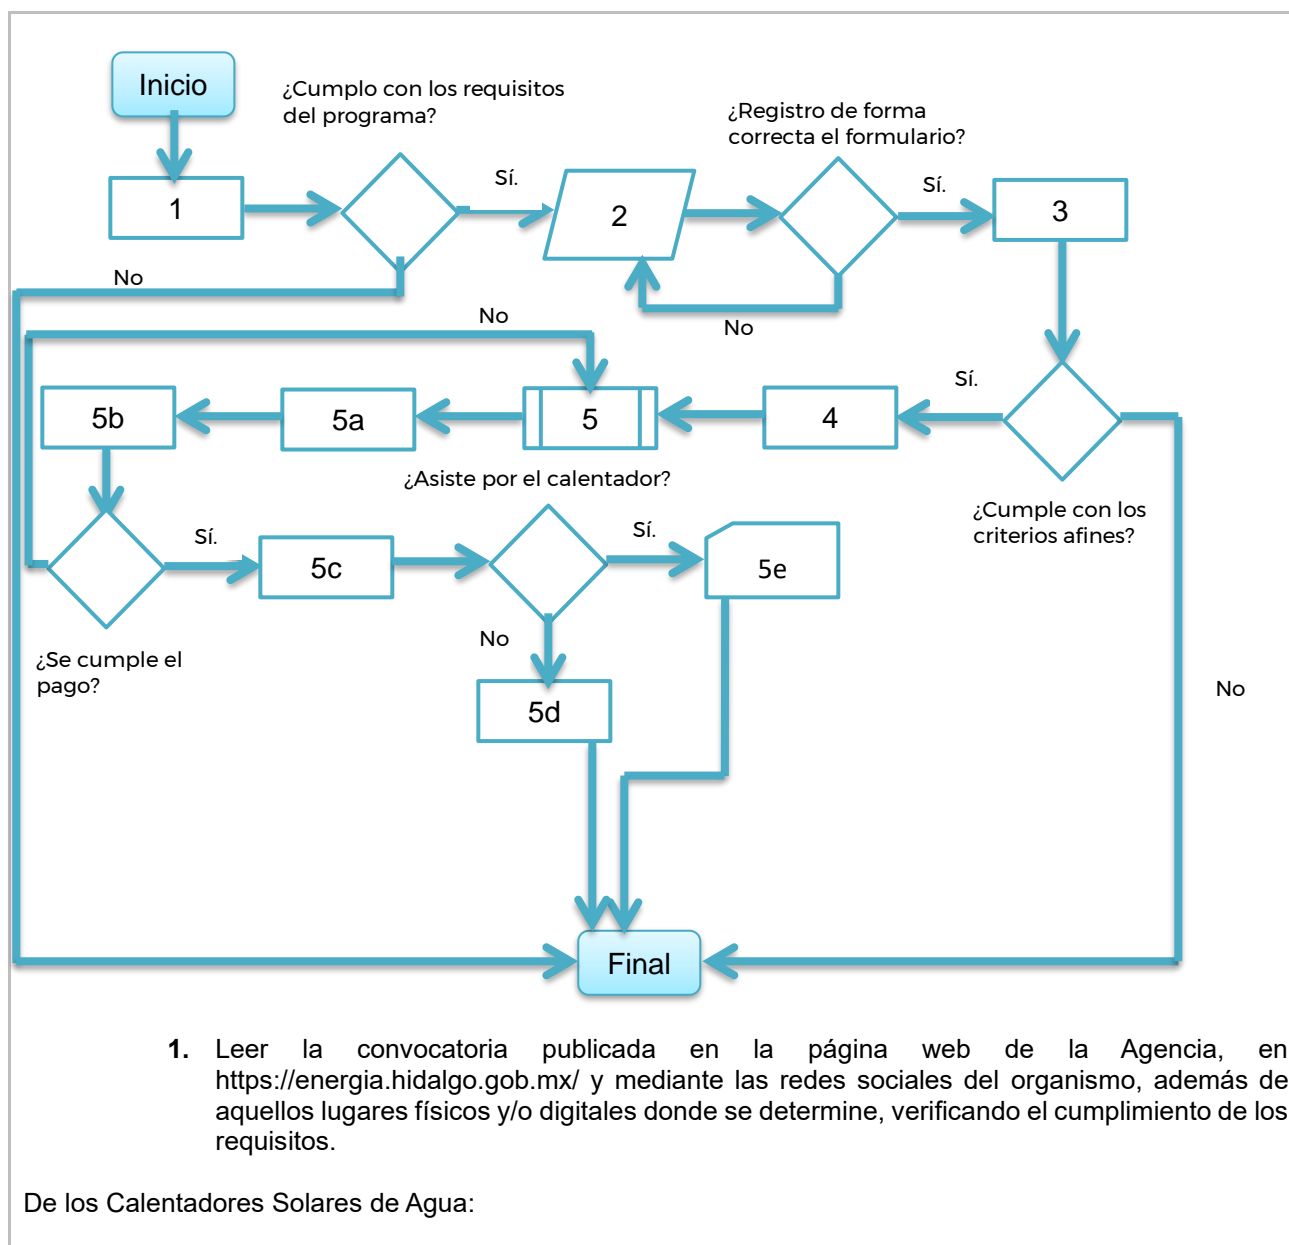 Inicio
¿Cumplo con los requisitos
del programa?
¿Registro de forma
correcta el formulario?
Sí.
Sí.
1
2
3
No
No
No
Sí.
5b
5a
5
4
¿Asiste por el calentador?
¿Cumple con los
criterios afines?
Sí.
Sí.
5c
5e
No
¿Se cumple el
pago?
5d
No
Final
1. Leer la convocatoria publicada en la página web de la Agencia, en
https://energia.hidalgo.gob.mx/ y mediante las redes sociales del organismo, además de
aquellos lugares físicos y/o digitales donde se determine, verificando el cumplimiento de los
requisitos.
De los Calentadores Solares de Agua: